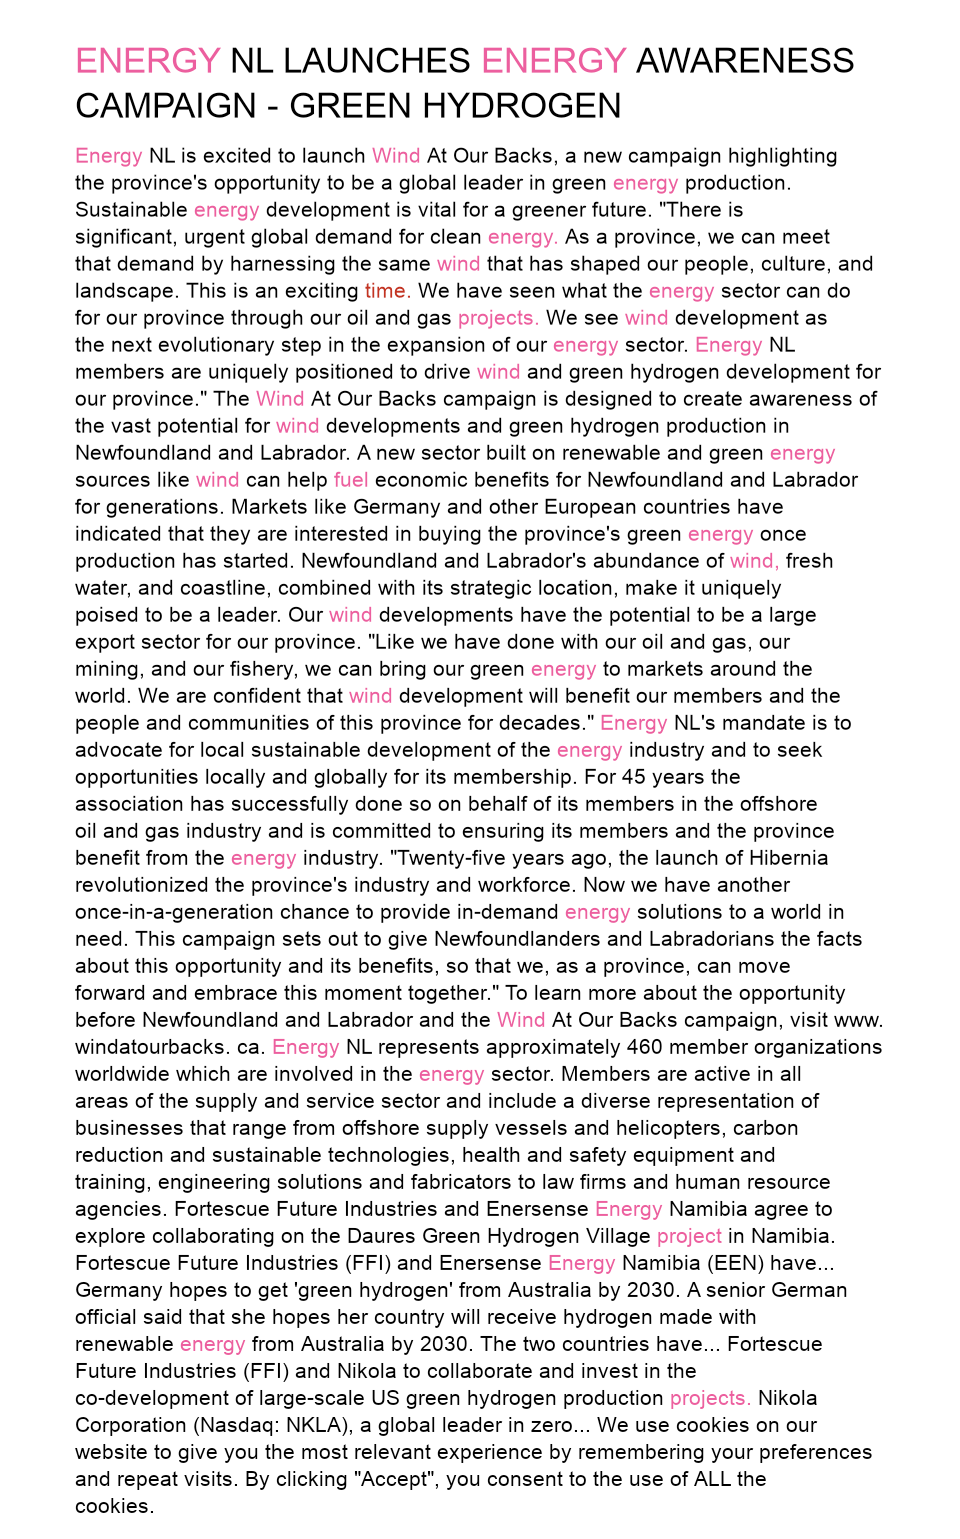 ENERGY NL LAUNCHES ENERGY AWARENESS
CAMPAIGN - GREEN HYDROGEN
Energy NL is excited to launch Wind At Our Backs, a new campaign highlighting
the province's opportunity to be a global leader in green energy production.
Sustainable energy development is vital for a greener future. "There is
significant, urgent global demand for clean energy. As a province, we can meet
that demand by harnessing the same wind that has shaped our people, culture, and
landscape. This is an exciting time. We have seen what the energy sector can do
for our province through our oil and gas projects. We see wind development as
the next evolutionary step in the expansion of our energy sector. Energy NL
members are uniquely positioned to drive wind and green hydrogen development for
our province." The Wind At Our Backs campaign is designed to create awareness of
the vast potential for wind developments and green hydrogen production in
Newfoundland and Labrador. A new sector built on renewable and green energy
sources like wind can help fuel economic benefits for Newfoundland and Labrador
for generations. Markets like Germany and other European countries have
indicated that they are interested in buying the province's green energy once
production has started. Newfoundland and Labrador's abundance of wind, fresh
water, and coastline, combined with its strategic location, make it uniquely
poised to be a leader. Our wind developments have the potential to be a large
export sector for our province. "Like we have done with our oil and gas, our
mining, and our fishery, we can bring our green energy to markets around the
world. We are confident that wind development will benefit our members and the
people and communities of this province for decades." Energy NL's mandate is to
advocate for local sustainable development of the energy industry and to seek
opportunities locally and globally for its membership. For 45 years the
association has successfully done so on behalf of its members in the offshore
oil and gas industry and is committed to ensuring its members and the province
benefit from the energy industry. "Twenty-five years ago, the launch of Hibernia
revolutionized the province's industry and workforce. Now we have another
once-in-a-generation chance to provide in-demand energy solutions to a world in
need. This campaign sets out to give Newfoundlanders and Labradorians the facts
about this opportunity and its benefits, so that we, as a province, can move
forward and embrace this moment together." To learn more about the opportunity
before Newfoundland and Labrador and the Wind At Our Backs campaign, visit www.
windatourbacks. ca. Energy NL represents approximately 460 member organizations
worldwide which are involved in the energy sector. Members are active in all
areas of the supply and service sector and include a diverse representation of
businesses that range from offshore supply vessels and helicopters, carbon
reduction and sustainable technologies, health and safety equipment and
training, engineering solutions and fabricators to law firms and human resource
agencies. Fortescue Future Industries and Enersense Energy Namibia agree to
explore collaborating on the Daures Green Hydrogen Village project in Namibia.
Fortescue Future Industries (FFI) and Enersense Energy Namibia (EEN) have...
Germany hopes to get 'green hydrogen' from Australia by 2030. A senior German
official said that she hopes her country will receive hydrogen made with
renewable energy from Australia by 2030. The two countries have... Fortescue
Future Industries (FFI) and Nikola to collaborate and invest in the
co-development of large-scale US green hydrogen production projects. Nikola
Corporation (Nasdaq: NKLA), a global leader in zero... We use cookies on our
website to give you the most relevant experience by remembering your preferences
and repeat visits. By clicking "Accept", you consent to the use of ALL the
cookies.